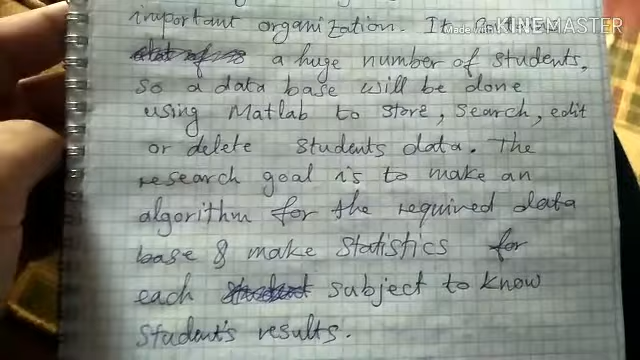 important organization. It
Made with KINEMASTER
a huge number of students,
so a data base will be done
using Matlab to store, search, edit
or delete students data. The
research goal is to make an
algorithm for the required data
base & make statistics for
each subject to know
student's results.